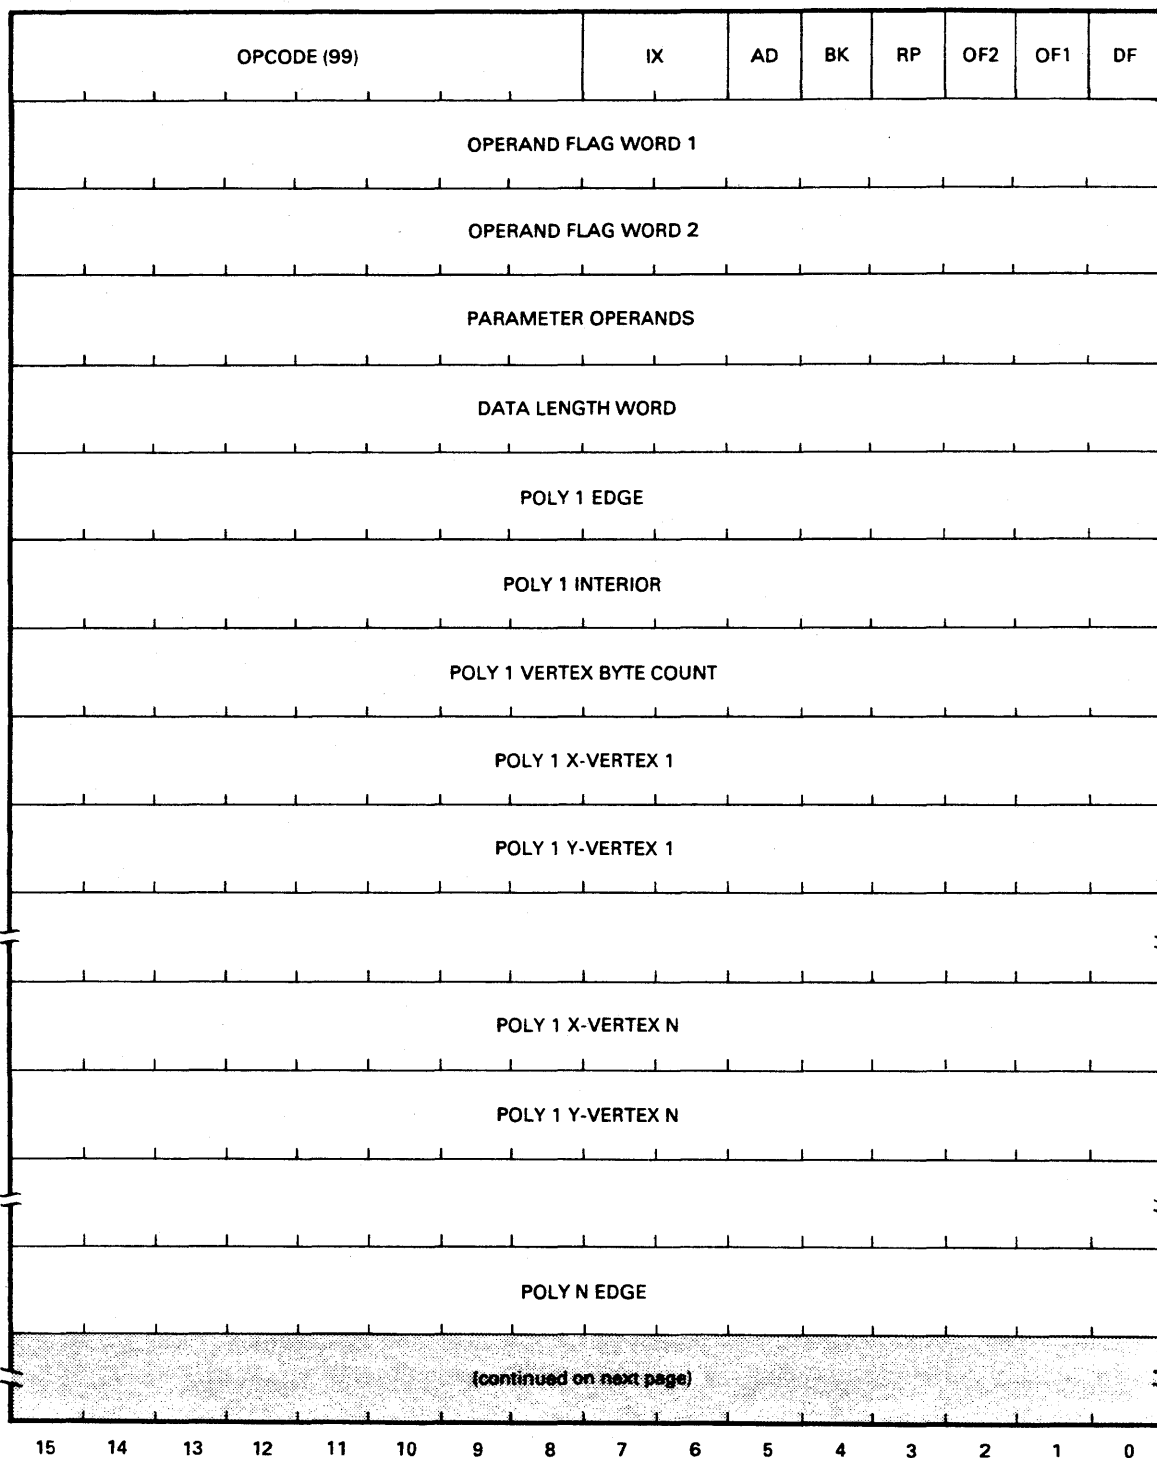 OPCODE (99) IX AD BK RP OF2 OF1 DF
OPERAND FLAG WORD 1
OPERAND FLAG WORD 2
PARAMETER OPERANDS
DATA LENGTH WORD
POLY 1 EDGE
POLY 1 INTERIOR
POLY 1 VERTEX BYTE COUNT
POLY 1 X-VERTEX 1
POLY 1 Y-VERTEX 1
POLY 1 X-VERTEX N
POLY 1 Y-VERTEX N
POLY N EDGE
(continued on next page)
15 14 13 12 11 10 9 8 7 6 5 4 3 2 1 0